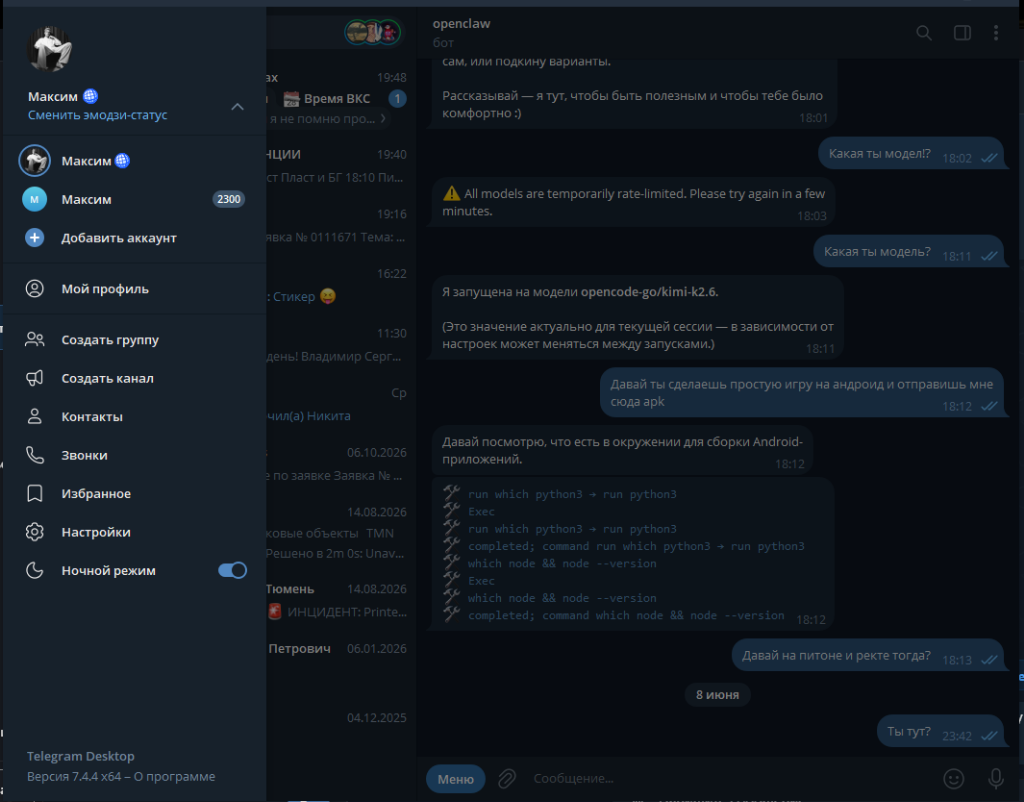 Максим
Сменить эмодзи-статус
Максим
Максим 2300
Добавить аккаунт
Мой профиль
Создать группу
Создать канал
Контакты
Звонки
Избранное
Настройки
Ночной режим
Telegram Desktop
Версия 7.4.4 x64 – О программе
ах 19:48
Время ВКС 1
я не помню про...
НЦИИ 19:40
ст Пласт и БГ 18:10 Пи...
19:16
явка № 0111671 Тема: ...
16:22
: Стикер 😝
11:30
день! Владимир Серг...
Ср
чил(а) Никита
06.10.2026
е по заявке Заявка № ...
14.08.2026
ковые объекты TMN
Решено в 2m 0s: Unav...
Тюмень 14.08.2026
🚨 ИНЦИДЕНТ: Printe...
Петрович 06.01.2026
04.12.2025
openclaw
бот
сам, или подкину варианты.
Рассказывай — я тут, чтобы быть полезным и чтобы тебе было
комфортно :)
18:01
Какая ты модел!? 18:02
⚠️ All models are temporarily rate-limited. Please try again in a few
minutes.
18:03
Какая ты модель? 18:11
Я запущена на модели opencode-go/kimi-k2.6.
(Это значение актуально для текущей сессии — в зависимости от
настроек может меняться между запусками.)
18:11
Давай ты сделаешь простую игру на андроид и отправишь мне
сюда apk
18:12
Давай посмотрю, что есть в окружении для сборки Android-
приложений.
18:12
run which python3 → run python3
Exec
run which python3 → run python3
completed; command run which python3 → run python3
which node && node --version
Exec
which node && node --version
completed; command which node && node --version
18:12
Давай на питоне и ректе тогда? 18:13
8 июня
Ты тут? 23:42
Меню
Сообщение...